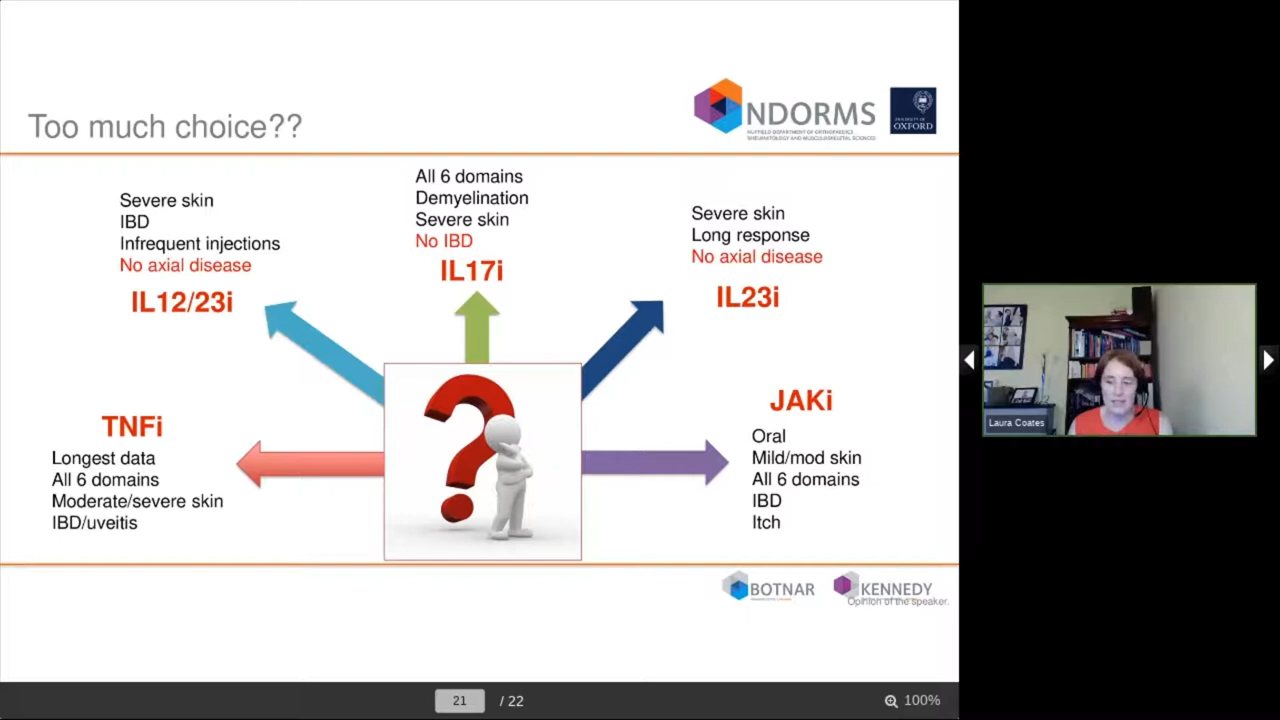 Too much choice??
NDORMS
NUFFIELD DEPARTMENT OF ORTHOPAEDICS
RHEUMATOLOGY AND MUSCULOSKELETAL SCIENCES
UNIVERSITY OF
OXFORD
Severe skin
IBD
Infrequent injections
No axial disease
IL12/23i
All 6 domains
Demyelination
Severe skin
No IBD
IL17i
Severe skin
Long response
No axial disease
IL23i
TNFi
Longest data
All 6 domains
Moderate/severe skin
IBD/uveitis
JAKi
Oral
Mild/mod skin
All 6 domains
IBD
Itch
BOTNAR
KENNEDY
Opinion of the speaker.
21 / 22
100%
Laura Coates